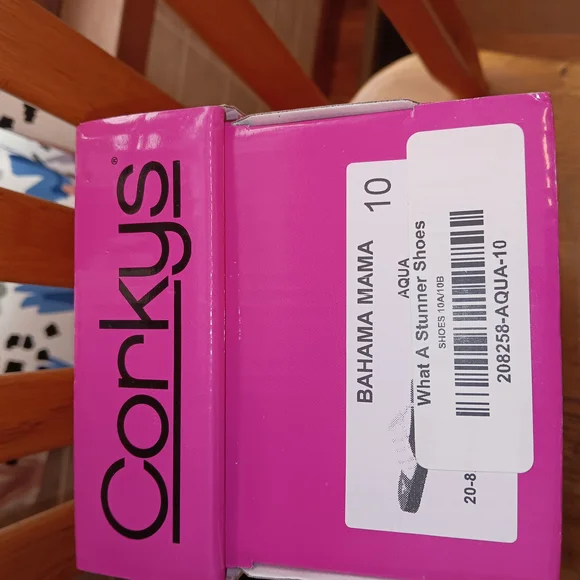 Corkys®
BAHAMA MAMA 10
AQUA
What A Stunner Shoes
SHOES 10A/10B
208258-AQUA-10
20-8